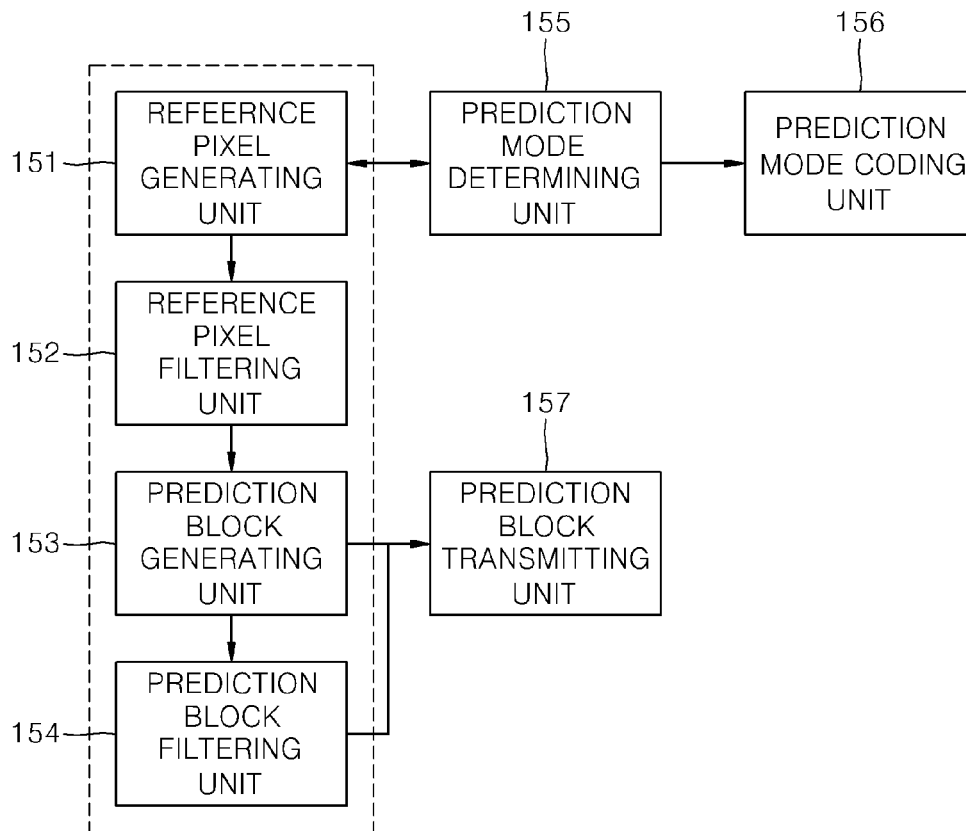 155
156
151
REFEERNCE
PIXEL
GENERATING
UNIT
PREDICTION
MODE
DETERMINING
UNIT
PREDICTION
MODE CODING
UNIT
152
REFERENCE
PIXEL
FILTERING
UNIT
157
153
PREDICTION
BLOCK
GENERATING
UNIT
PREDICTION
BLOCK
TRANSMITTING
UNIT
154
PREDICTION
BLOCK
FILTERING
UNIT